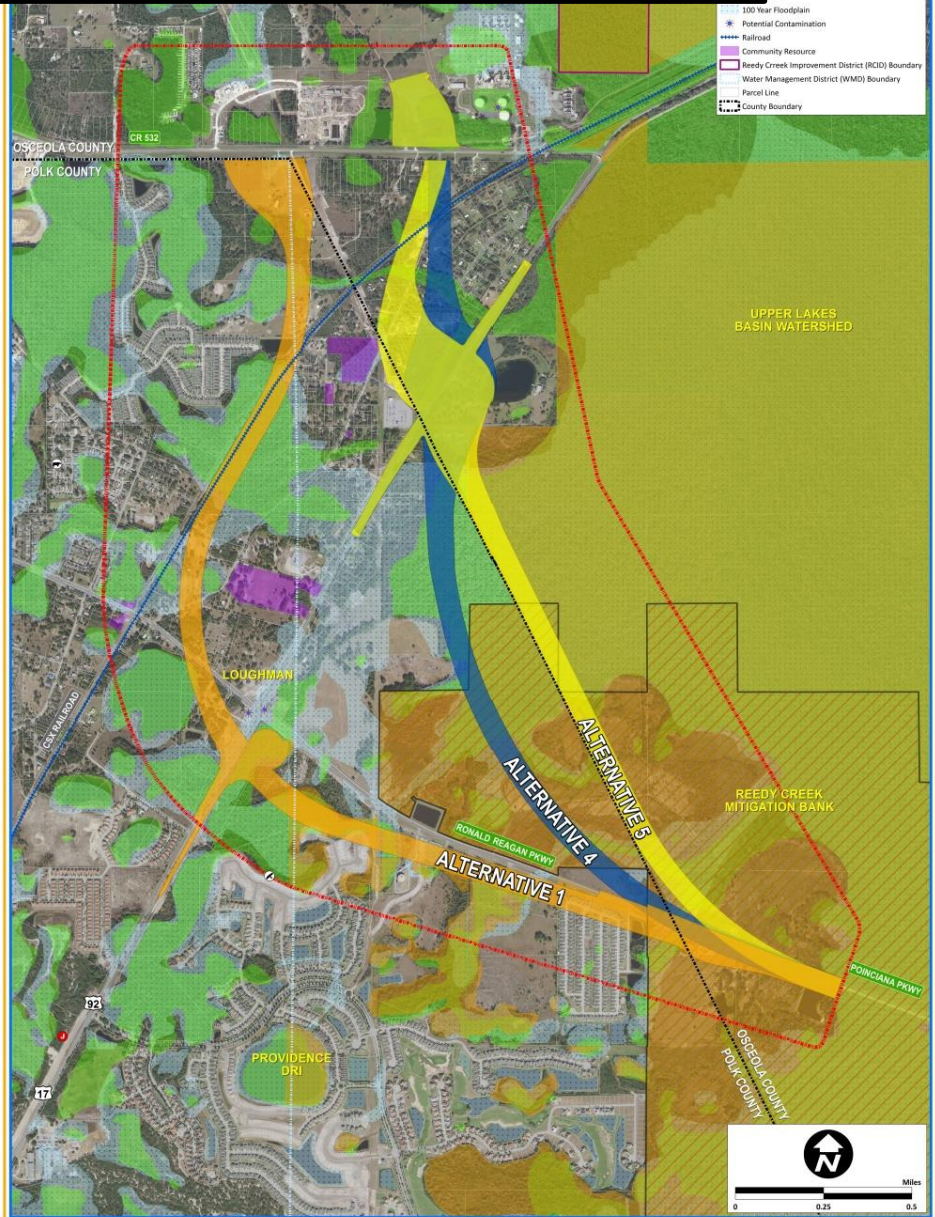 100 Year Floodplain
Potential Contamination
Railroad
Community Resource
Reedy Crreek Improvement District (RCID) Boundary
Water Management District (WMD) Boundary
Parcel Line
County Boundary
CR 532
OSCEOLA COUNTY
POLK COUNTY
UPPER LAKES
BASIN WATERSHED
LOUGHMAN
CSX RAILROAD
ALTERNATIVE 5
ALTERNATIVE 4
REEDY CREEK
MITIGATION BANK
RONALD REAGAN PKWY
ALTERNATIVE 1
POINCIANA PKWY
92
17
PROVIDENCE
DRI
OSCEOLA COUNTY
POLK COUNTY
N
Miles
0 0.25 0.5